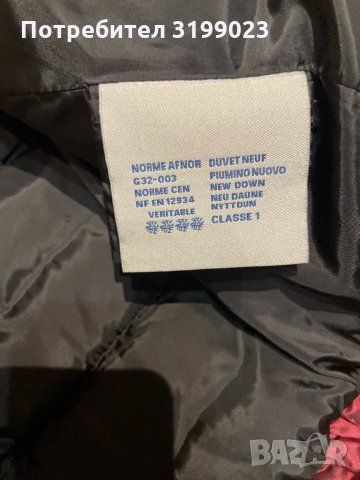 Потребител 3199023
NORME AFNOR DUVET NEUF
G32-003 PIUMINO NUOVO
NORME CEN NEW DOWN
NF EN 12934 NEU DAUNE
VERITABLE NYTTDUN
CLASSE 1
BAZAR